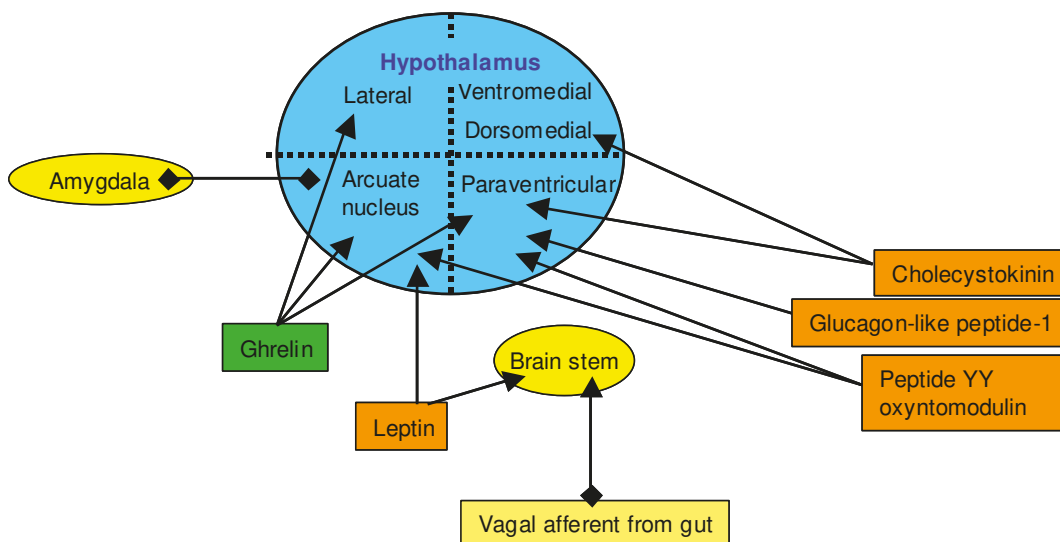 Hypothalamus
Lateral
Ventromedial
Dorsomedial
Amygdala
Arcuate
nucleus
Paraventricular
Cholecystokinin
Glucagon-like peptide-1
Ghrelin
Brain stem
Peptide YY
oxyntomodulin
Leptin
Vagal afferent from gut